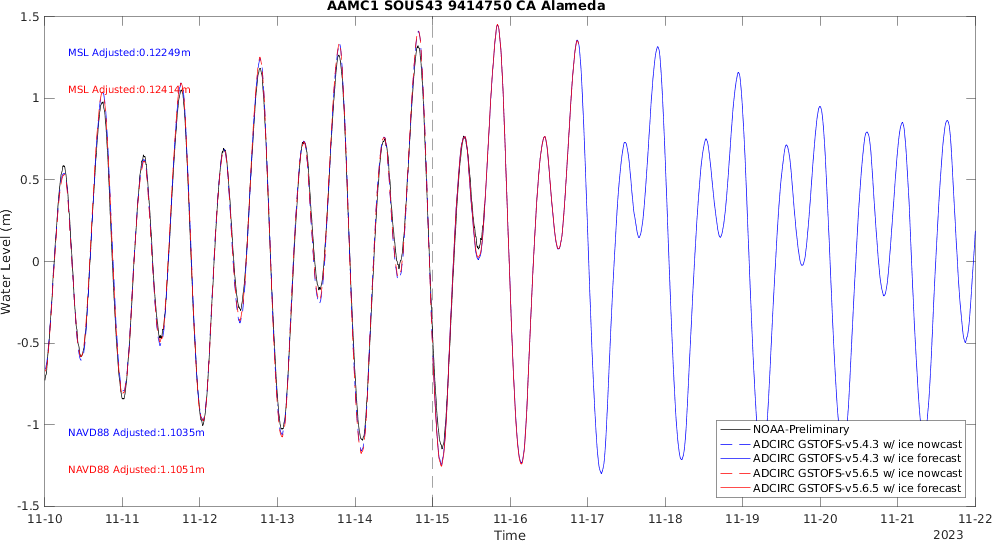 AAMC1 SOUS43 9414750 CA Alameda
1.5
1
0.5
0
-0.5
-1
-1.5
Water Level (m)
MSL Adjusted:0.12249m
MSL Adjusted:0.12414m
NAVD88 Adjusted:1.1035m
NAVD88 Adjusted:1.1051m
NOAA-Preliminary
ADCIRC GSTOFS-v5.4.3 w/ ice nowcast
ADCIRC GSTOFS-v5.4.3 w/ ice forecast
ADCIRC GSTOFS-v5.6.5 w/ ice nowcast
ADCIRC GSTOFS-v5.6.5 w/ ice forecast
11-10 11-11 11-12 11-13 11-14 11-15 11-16 11-17 11-18 11-19 11-20 11-21 11-22
Time
2023